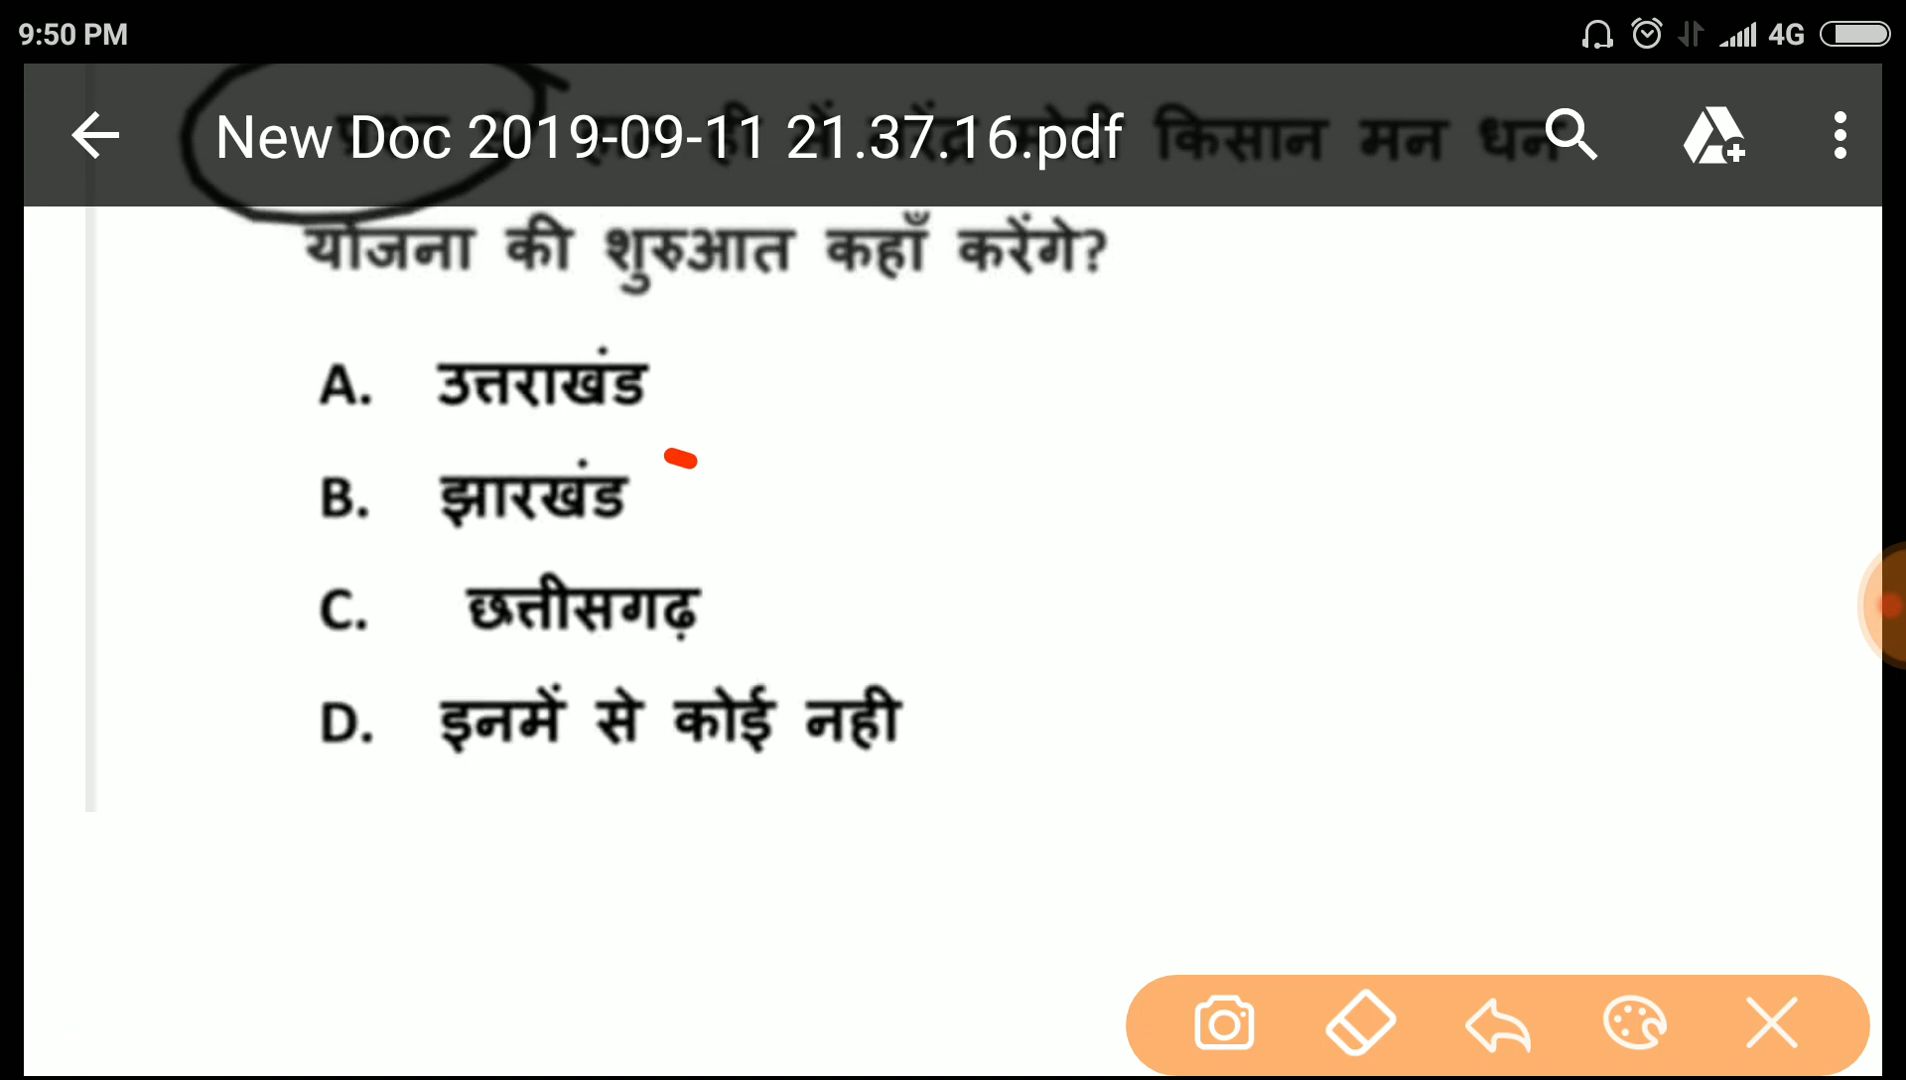 9:50 PM
4G
New Doc 2019-09-11 21.37.16.pdf
किसान मन धन
योजना की शुरुआत कहाँ करेंगे?
A. उत्तराखंड
B. झारखंड
C. छत्तीसगढ़
D. इनमें से कोई नही